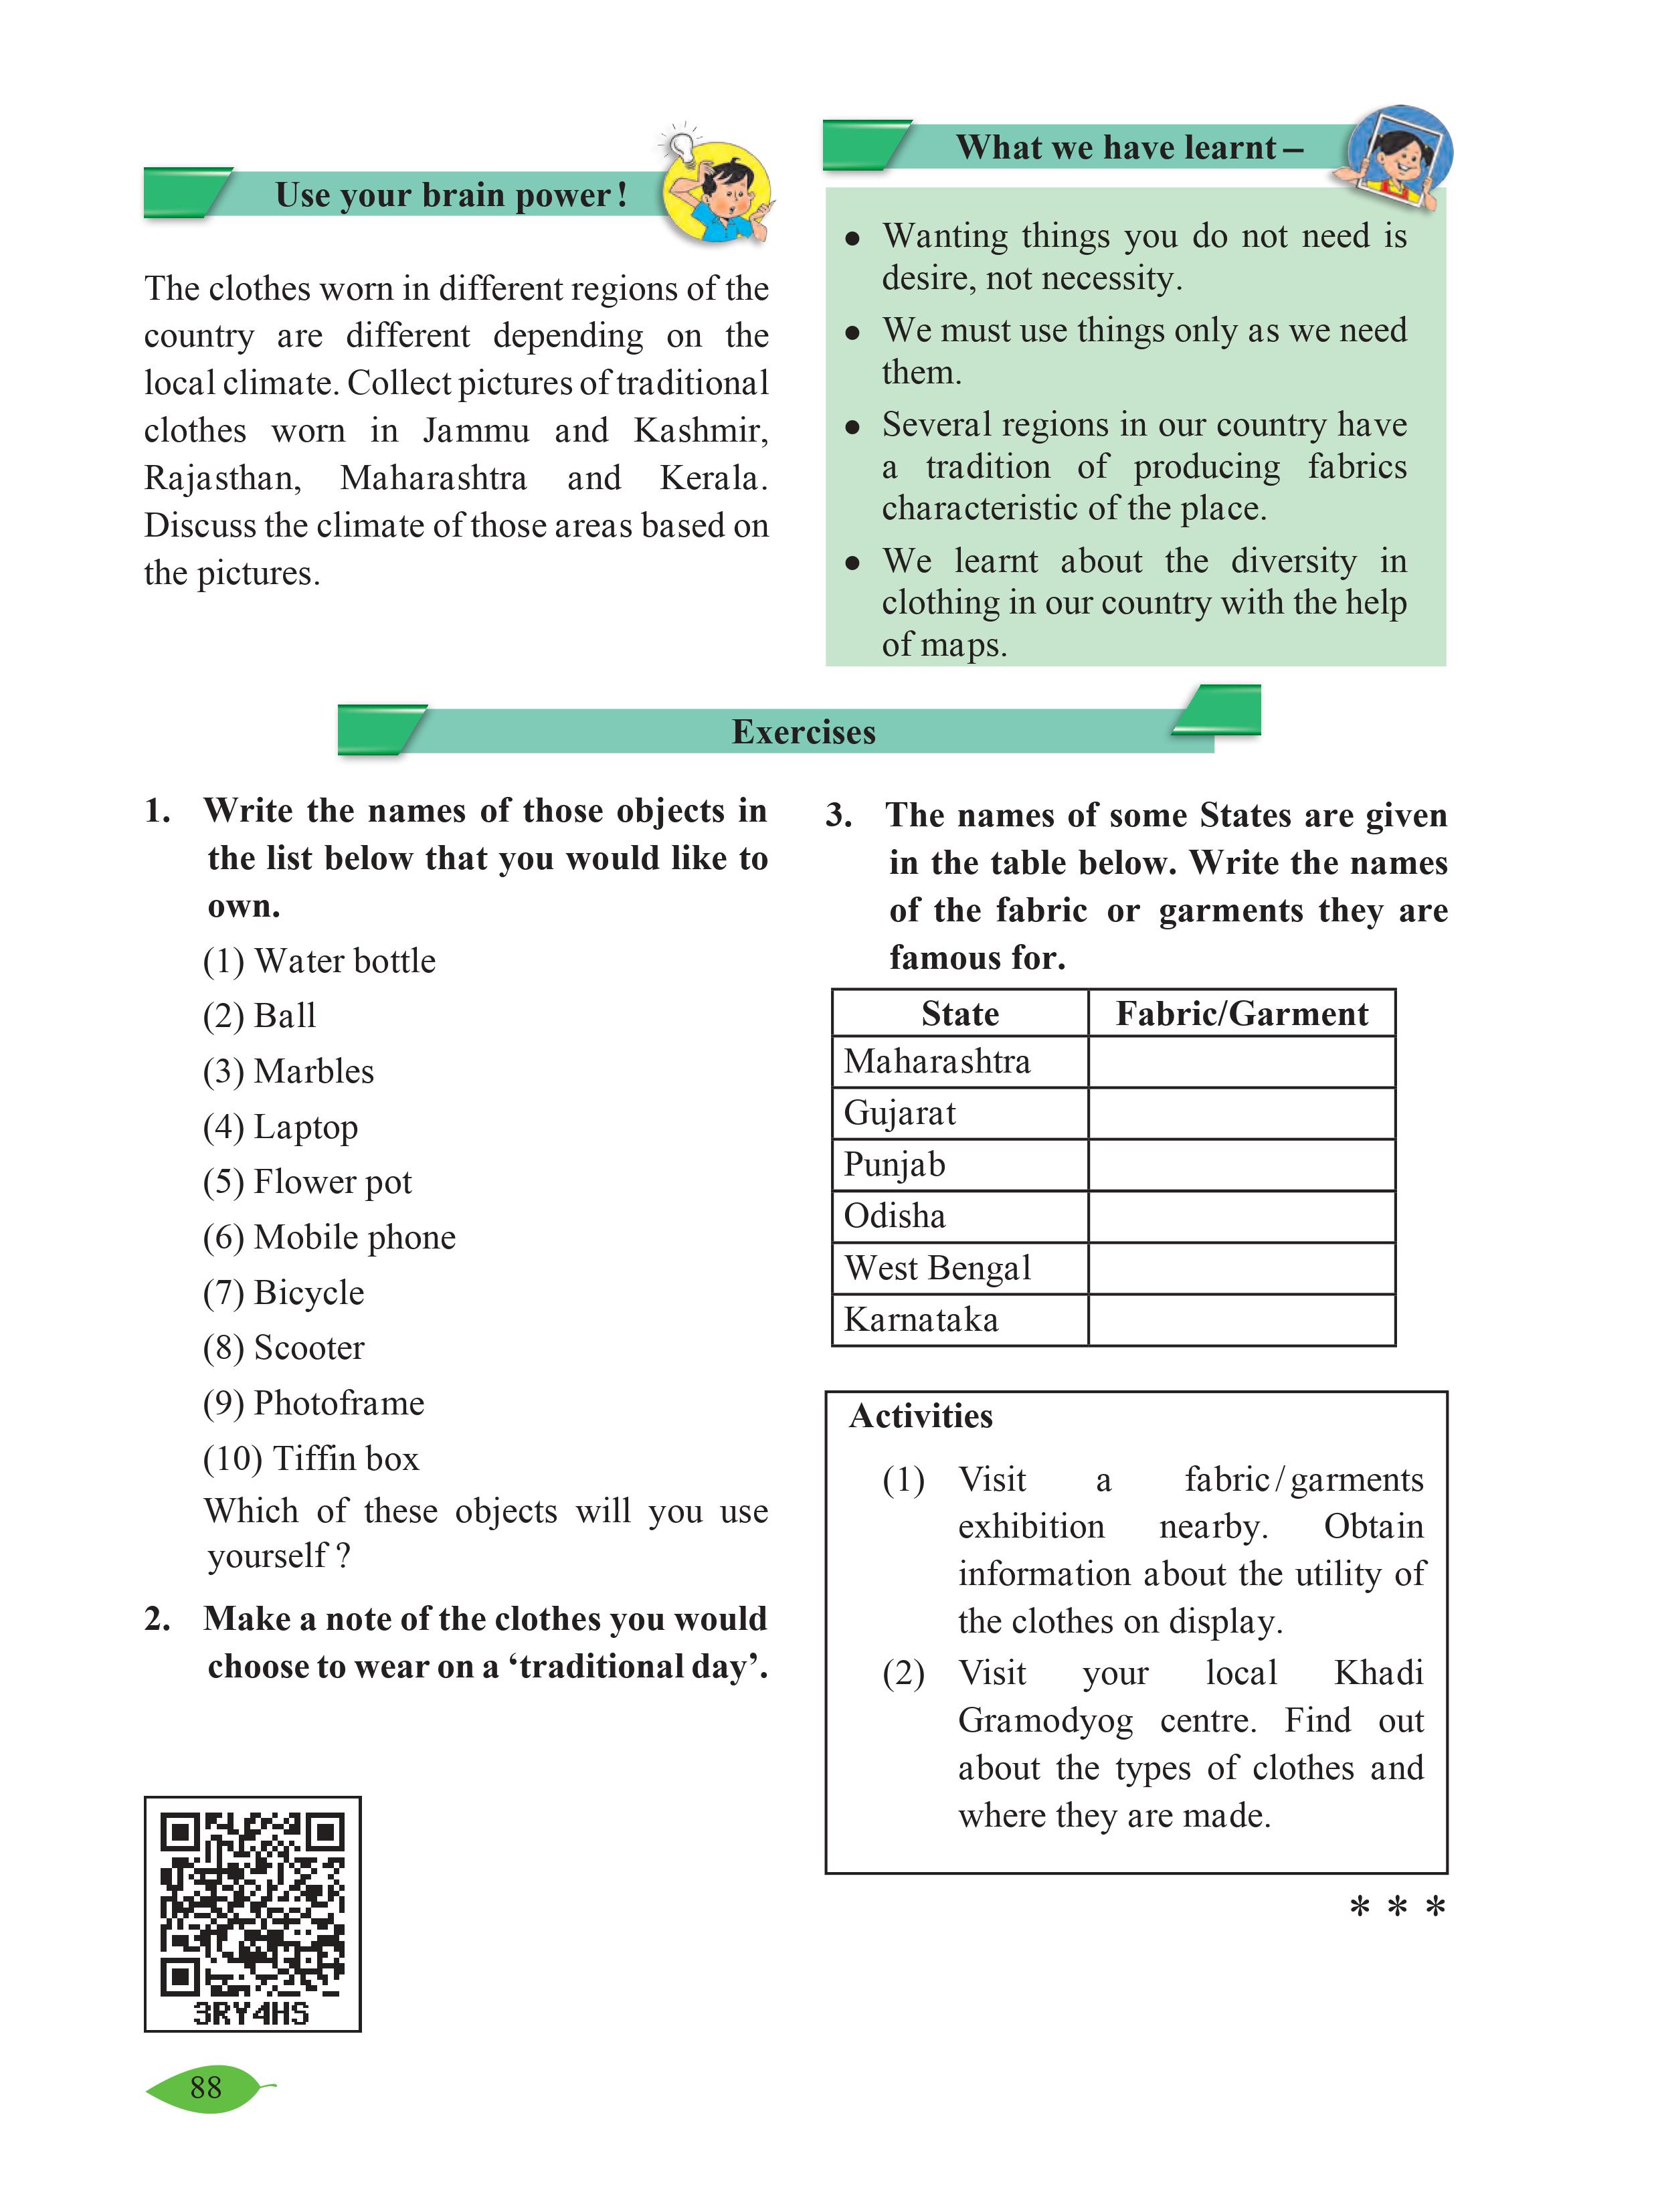 Use your brain power!
The clothes worn in different regions of the
country are different depending on the
local climate. Collect pictures of traditional
clothes worn in Jammu and Kashmir,
Rajasthan, Maharashtra and Kerala.
Discuss the climate of those areas based on
the pictures.
What we have learnt –
● Wanting things you do not need is
desire, not necessity.
● We must use things only as we need
them.
● Several regions in our country have
a tradition of producing fabrics
characteristic of the place.
● We learnt about the diversity in
clothing in our country with the help
of maps.
Exercises
1. Write the names of those objects in
the list below that you would like to
own.
(1) Water bottle
(2) Ball
(3) Marbles
(4) Laptop
(5) Flower pot
(6) Mobile phone
(7) Bicycle
(8) Scooter
(9) Photoframe
(10) Tiffin box
Which of these objects will you use
yourself ?
2. Make a note of the clothes you would
choose to wear on a ‘traditional day’.
3. The names of some States are given
in the table below. Write the names
of the fabric or garments they are
famous for.
State Fabric/Garment
Maharashtra
Gujarat
Punjab
Odisha
West Bengal
Karnataka
Activities
(1) Visit a fabric/garments
exhibition nearby. Obtain
information about the utility of
the clothes on display.
(2) Visit your local Khadi
Gramodyog centre. Find out
about the types of clothes and
where they are made.
* * *
3RY4HS
88